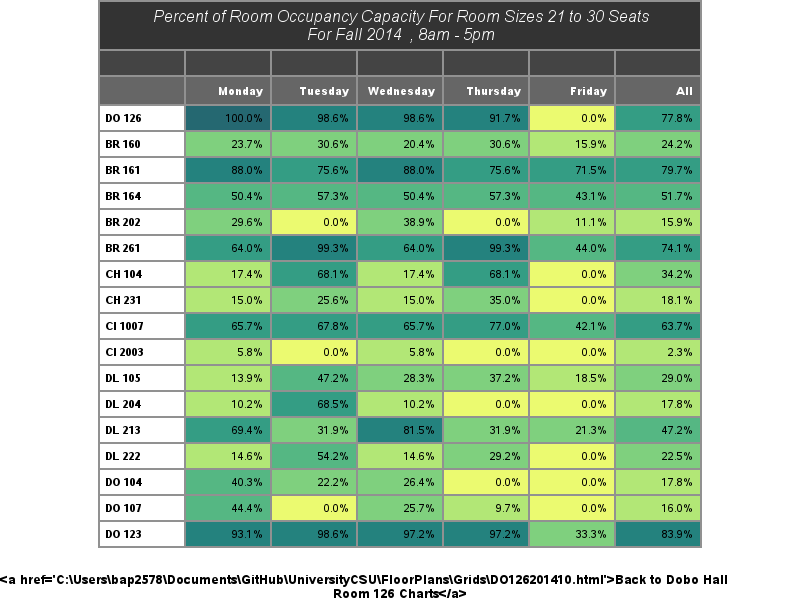 Percent of Room Occupancy Capacity For Room Sizes 21 to 30 Seats
For Fall 2014 , 8am - 5pm
Monday Tuesday Wednesday Thursday Friday All
DO 126 100.0% 98.6% 98.6% 91.7% 0.0% 77.8%
BR 160 23.7% 30.6% 20.4% 30.6% 15.9% 24.2%
BR 161 88.0% 75.6% 88.0% 75.6% 71.5% 79.7%
BR 164 50.4% 57.3% 50.4% 57.3% 43.1% 51.7%
BR 202 29.6% 0.0% 38.9% 0.0% 11.1% 15.9%
BR 261 64.0% 99.3% 64.0% 99.3% 44.0% 74.1%
CH 104 17.4% 68.1% 17.4% 68.1% 0.0% 34.2%
CH 231 15.0% 25.6% 15.0% 35.0% 0.0% 18.1%
CI 1007 65.7% 67.8% 65.7% 77.0% 42.1% 63.7%
CI 2003 5.8% 0.0% 5.8% 0.0% 0.0% 2.3%
DL 105 13.9% 47.2% 28.3% 37.2% 18.5% 29.0%
DL 204 10.2% 68.5% 10.2% 0.0% 0.0% 17.8%
DL 213 69.4% 31.9% 81.5% 31.9% 21.3% 47.2%
DL 222 14.6% 54.2% 14.6% 29.2% 0.0% 22.5%
DO 104 40.3% 22.2% 26.4% 0.0% 0.0% 17.8%
DO 107 44.4% 0.0% 25.7% 9.7% 0.0% 16.0%
DO 123 93.1% 98.6% 97.2% 97.2% 33.3% 83.9%
<a href='C:\Users\bap2578\Documents\GitHub\UniversityCSU\FloorPlans\Grids\DO126201410.html'>Back to Dobo Hall
Room 126 Charts</a>